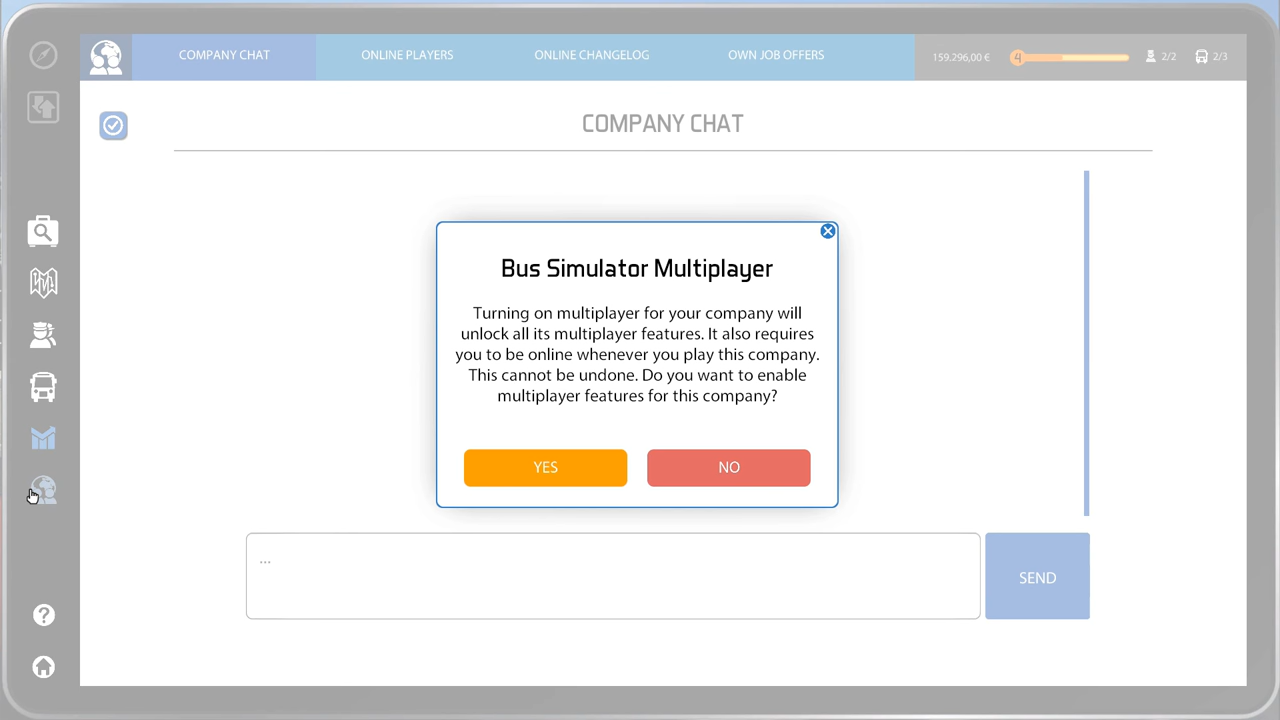 COMPANY CHAT
ONLINE PLAYERS
ONLINE CHANGELOG
OWN JOB OFFERS
159.296,00 €
4
2/2
2/3
COMPANY CHAT
Bus Simulator Multiplayer
Turning on multiplayer for your company will
unlock all its multiplayer features. It also requires
you to be online whenever you play this company.
This cannot be undone. Do you want to enable
multiplayer features for this company?
YES
NO
...
SEND
?